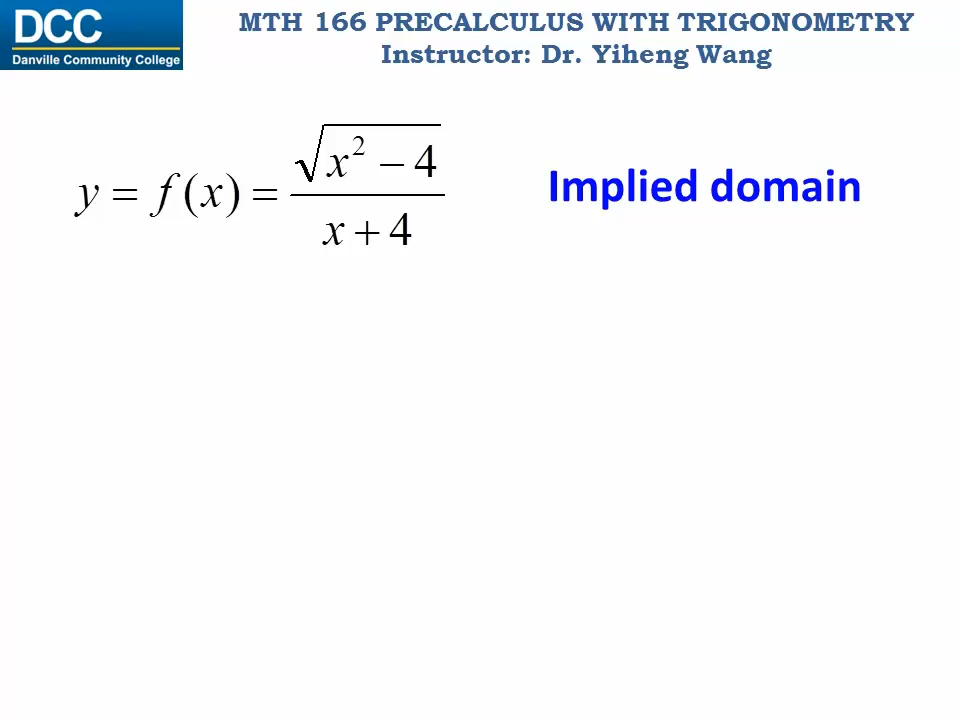 DCC
Danville Community College
MTH 166 PRECALCULUS WITH TRIGONOMETRY
Instructor: Dr. Yiheng Wang
y = f(x) = √(x² − 4) / (x + 4)
Implied domain